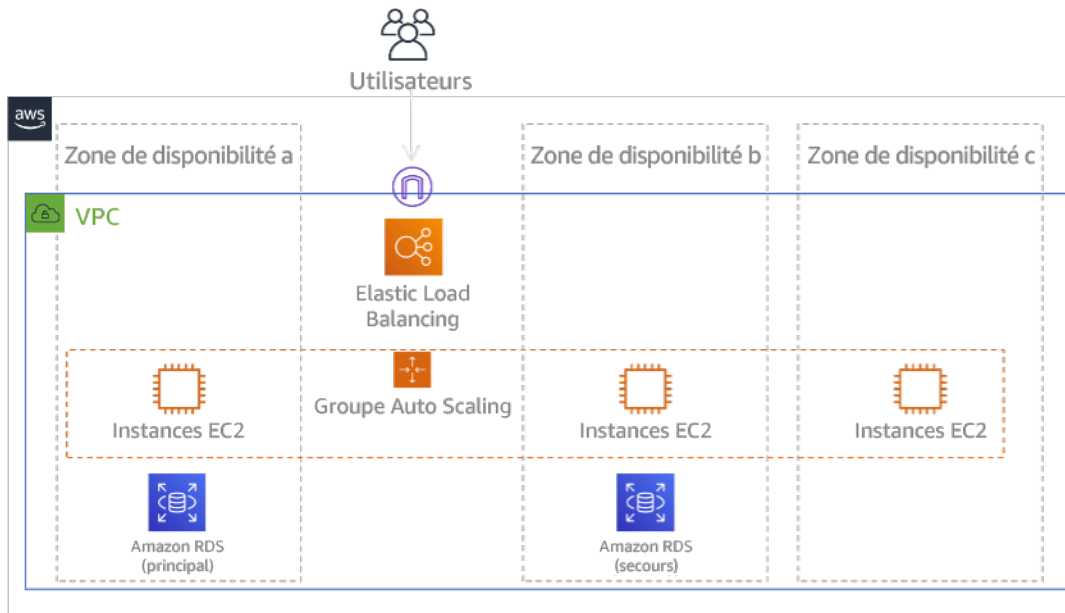 Utilisateurs
aws
Zone de disponibilité a
Zone de disponibilité b
Zone de disponibilité c
VPC
Elastic Load
Balancing
Groupe Auto Scaling
Instances EC2
Instances EC2
Instances EC2
Amazon RDS
(principal)
Amazon RDS
(secours)